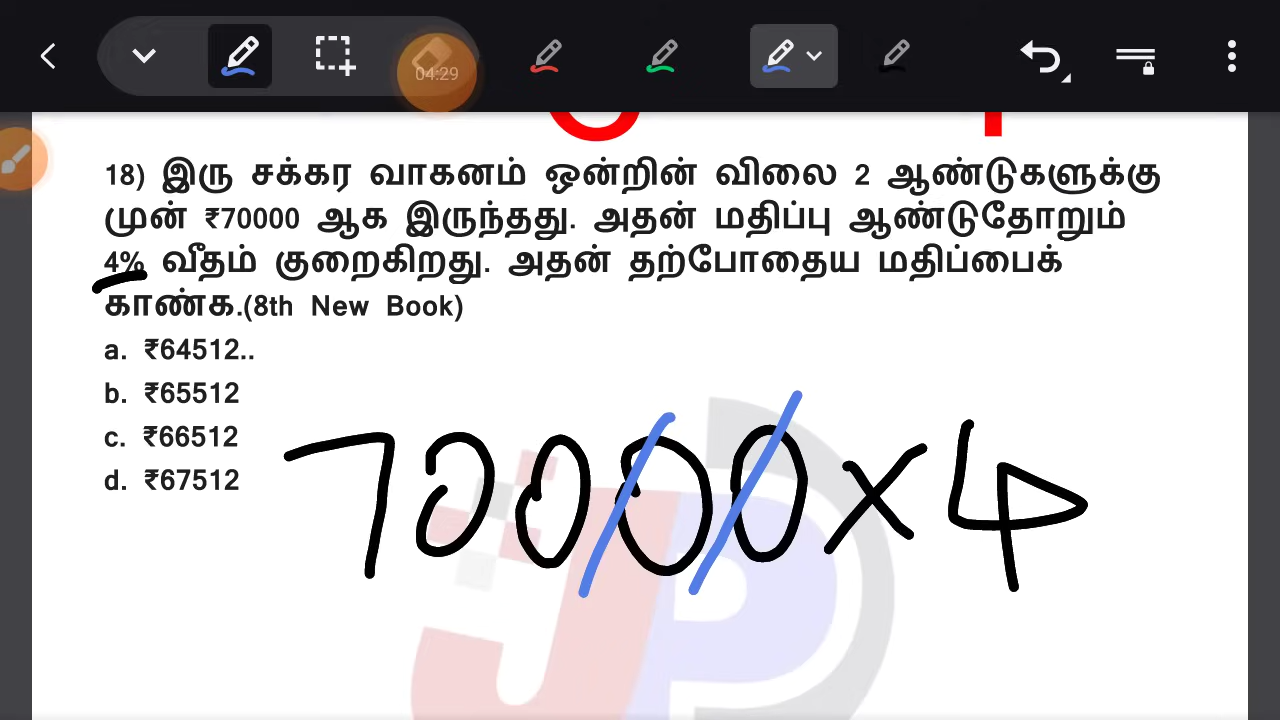 04:29
18) இரு சக்கர வாகனம் ஒன்றின் விலை 2 ஆண்டுகளுக்கு
முன் ₹70000 ஆக இருந்தது. அதன் மதிப்பு ஆண்டுதோறும்
4% வீதம் குறைகிறது. அதன் தற்போதைய மதிப்பைக்
காண்க.(8th New Book)
a. ₹64512..
b. ₹65512
c. ₹66512
d. ₹67512
70000 × 4
JP